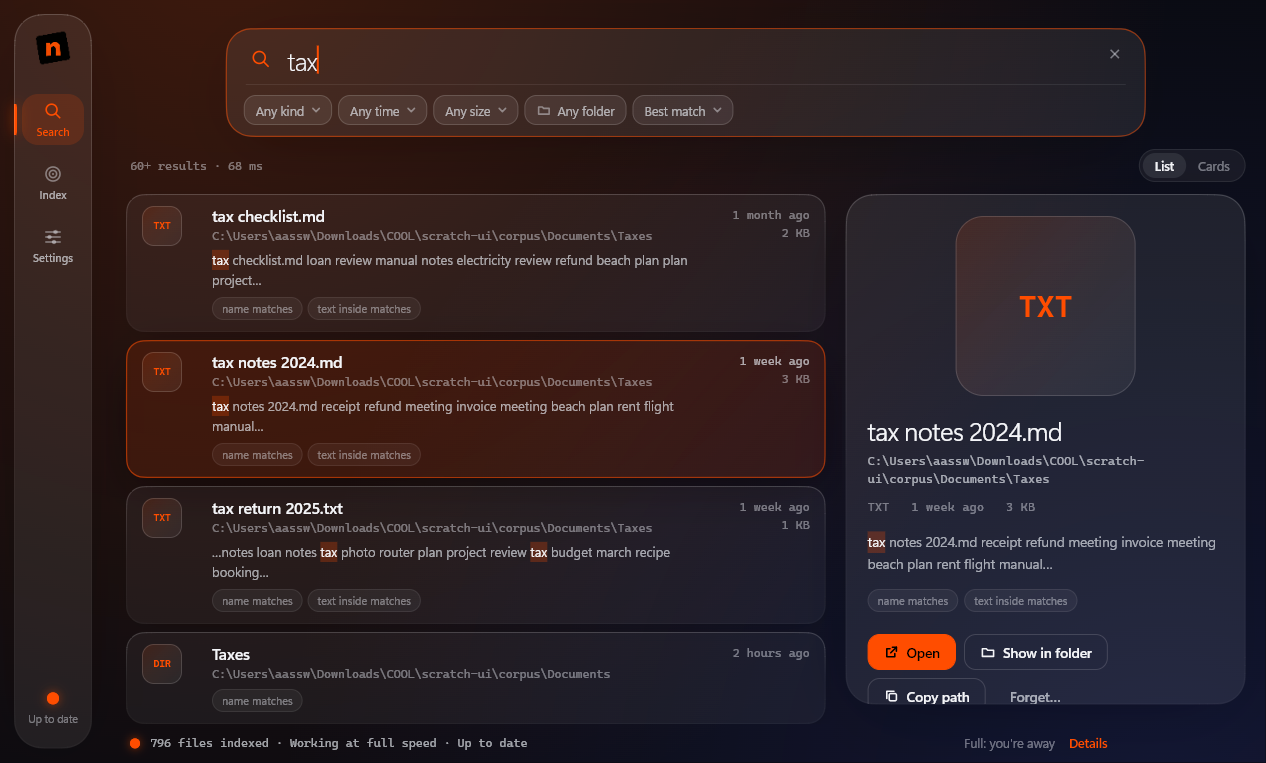 n
tax
Any kind
Any time
Any size
Any folder
Best match
Search
Index
Settings
Up to date
60+ results · 68 ms
List
Cards
TXT
tax checklist.md
1 month ago
C:\Users\aassw\Downloads\COOL\scratch-ui\corpus\Documents\Taxes
2 KB
tax checklist.md loan review manual notes electricity review refund beach plan plan
project...
name matches
text inside matches
TXT
tax notes 2024.md
1 week ago
C:\Users\aassw\Downloads\COOL\scratch-ui\corpus\Documents\Taxes
3 KB
tax notes 2024.md receipt refund meeting invoice meeting beach plan rent flight
manual...
name matches
text inside matches
TXT
tax return 2025.txt
1 week ago
C:\Users\aassw\Downloads\COOL\scratch-ui\corpus\Documents\Taxes
1 KB
...notes loan notes tax photo router plan project review tax budget march recipe
booking...
name matches
text inside matches
DIR
Taxes
2 hours ago
C:\Users\aassw\Downloads\COOL\scratch-ui\corpus\Documents
name matches
TXT
tax notes 2024.md
C:\Users\aassw\Downloads\COOL\scratch-
ui\corpus\Documents\Taxes
TXT 1 week ago 3 KB
tax notes 2024.md receipt refund meeting invoice meeting
beach plan rent flight manual...
name matches
text inside matches
Open
Show in folder
Copy path
Forget...
796 files indexed · Working at full speed · Up to date
Full: you're away
Details